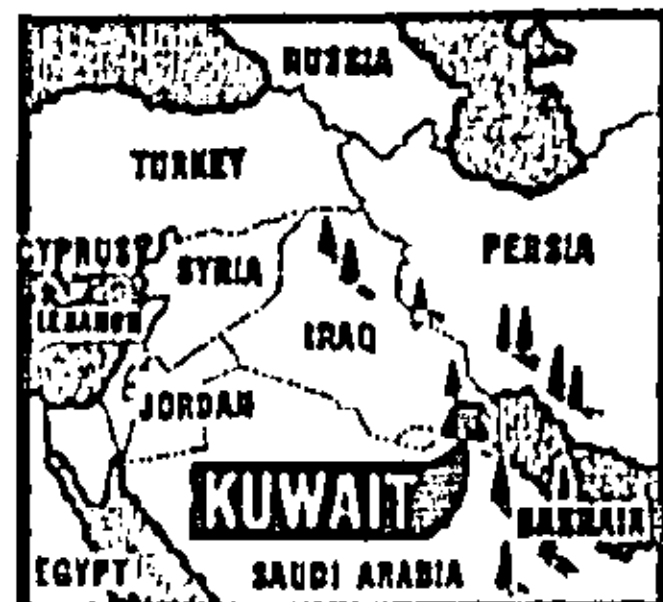 RUSSIA
TURKEY
CYPRUS
SYRIA
PERSIA
LEBANON
IRAQ
JORDAN
KUWAIT
BAHRAIN
EGYPT
SAUDI ARABIA